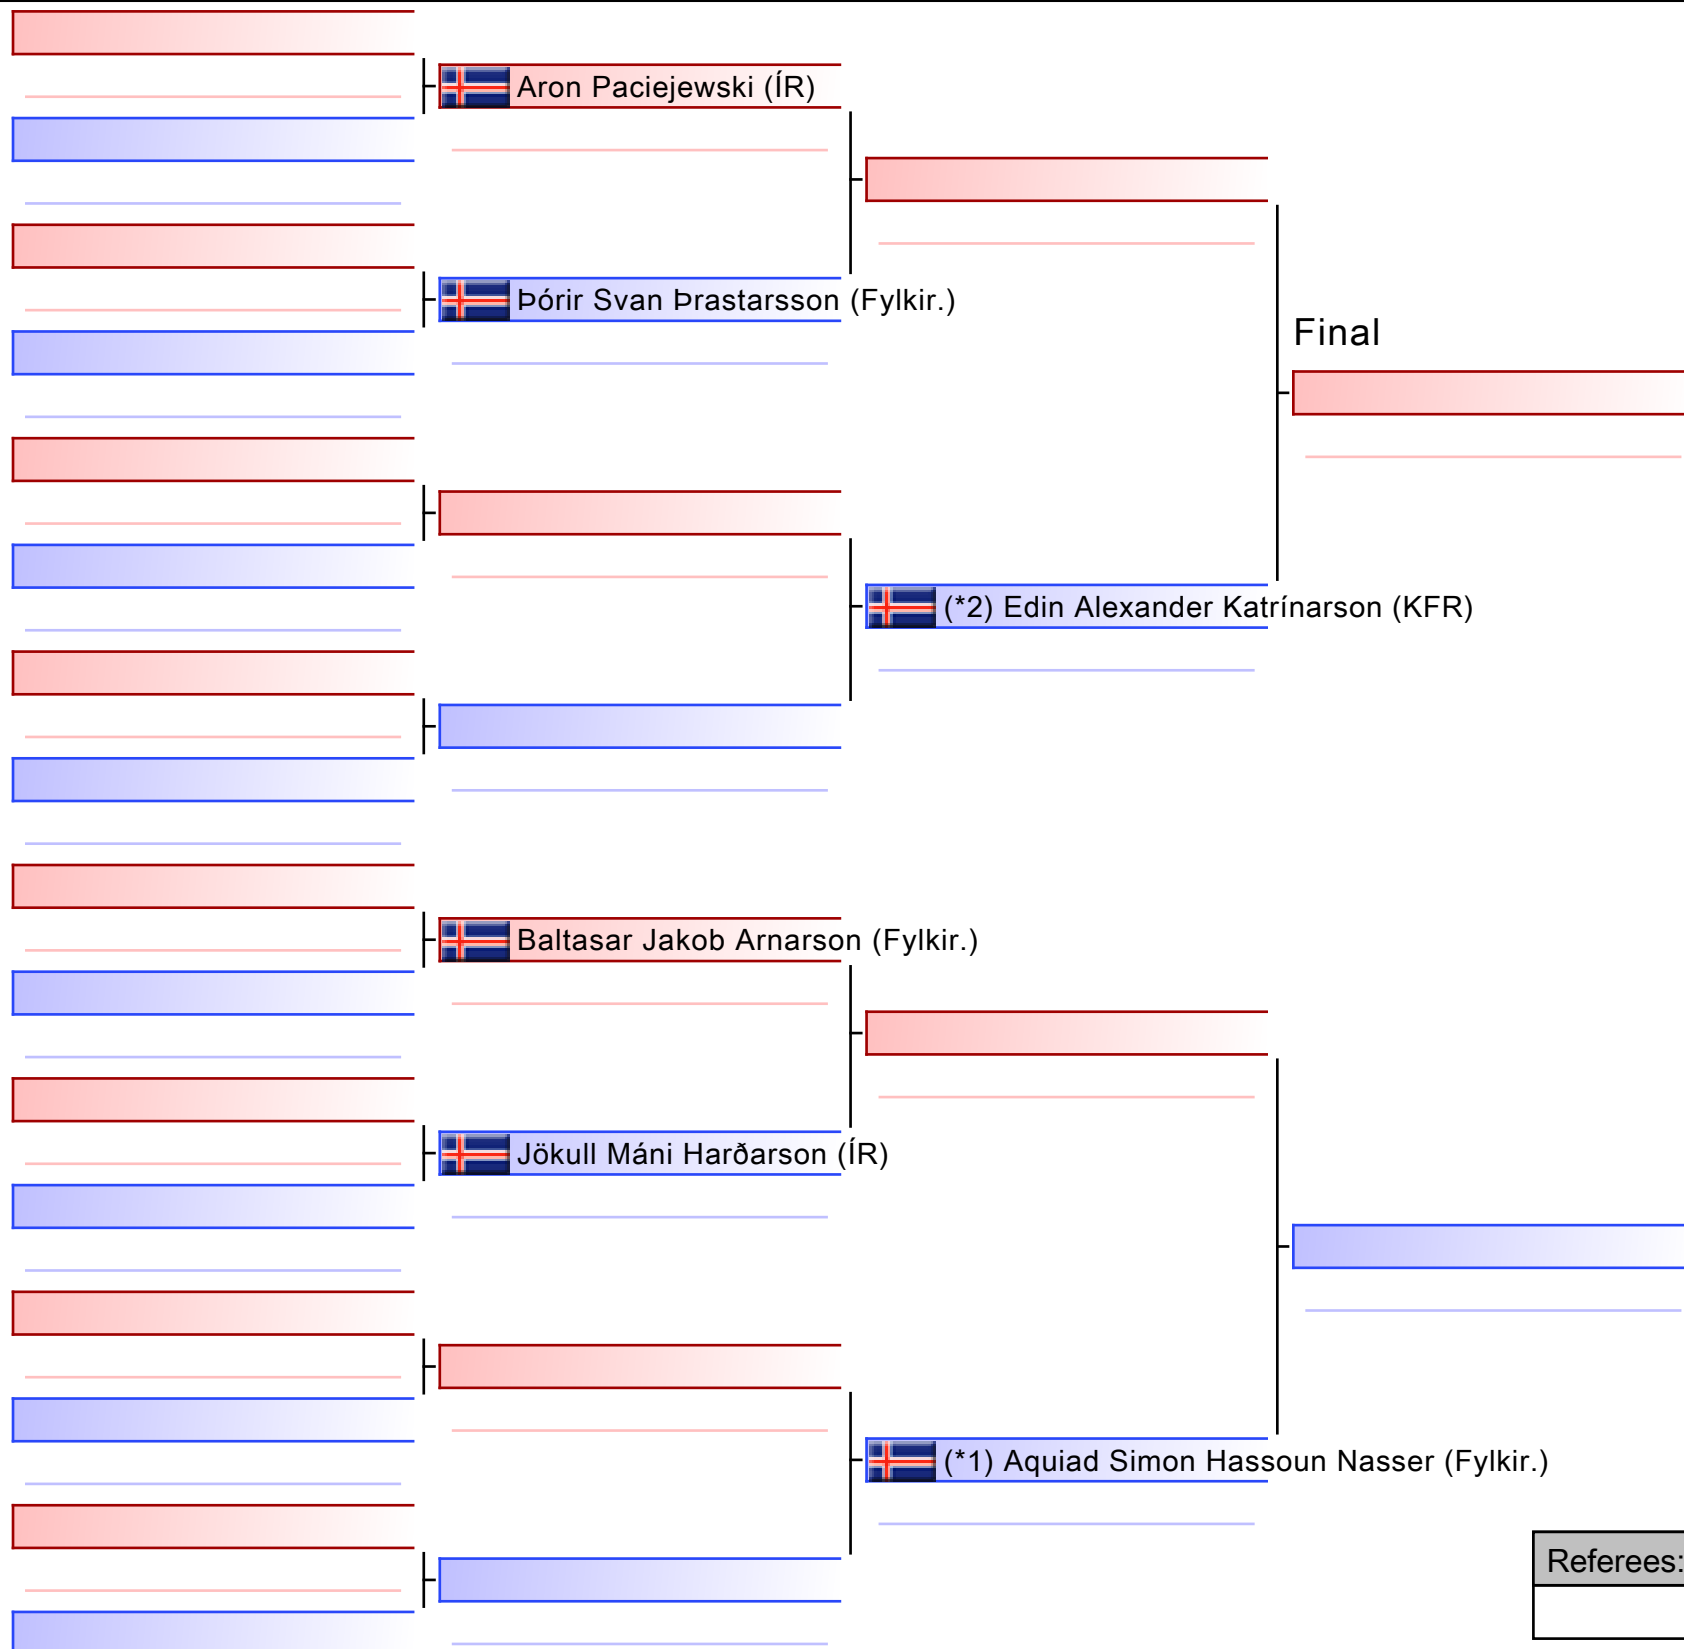 Aron Paciejewski (ÍR)
Þórir Svan Þrastarsson (Fylkir.)
Final
(*2) Edin Alexander Katrínarson (KFR)
Baltasar Jakob Arnarson (Fylkir.)
Jökull Máni Harðarson (ÍR)
(*1) Aquiad Simon Hassoun Nasser (Fylkir.)
Referees: